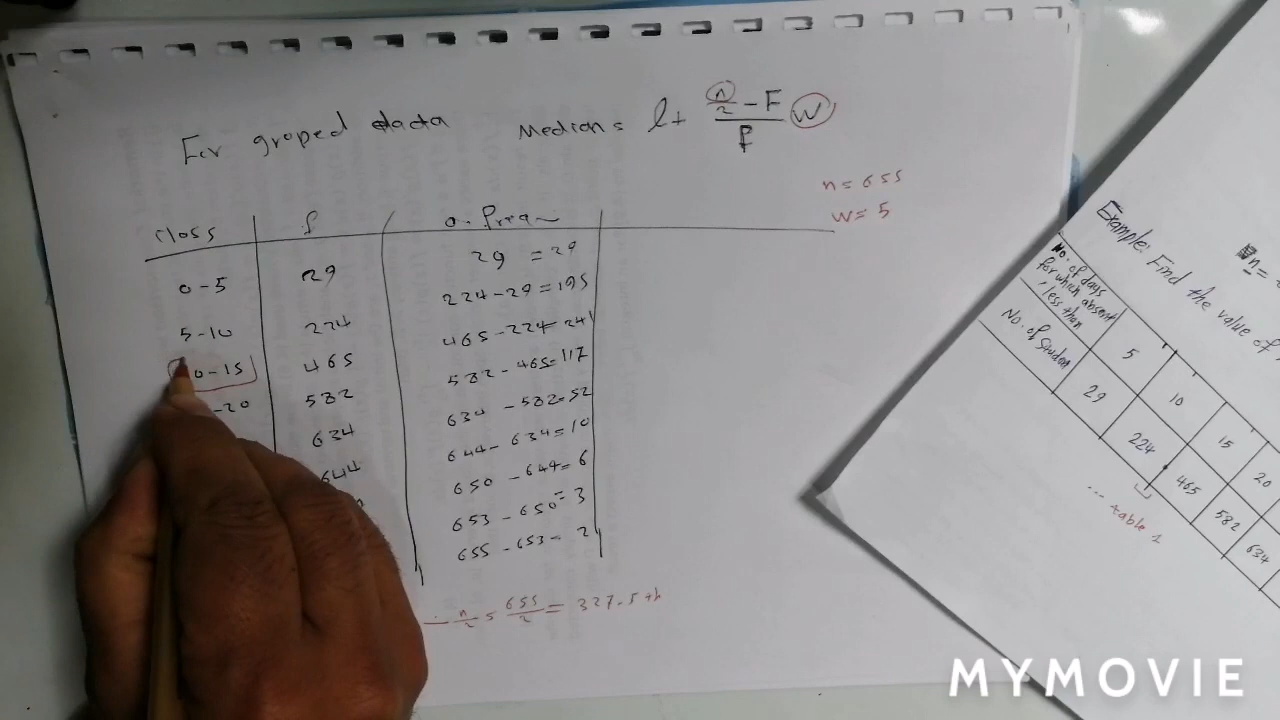 For groped data Median = l + n/2 - F / f W
n = 655
w = 5
class f o. freq
0-5 29 29 = 29
5-10 224 224-29 = 195
10-15 465 465-224 = 241
-20 582 582-465 = 117
634 634-582 = 52
644 644-634 = 10
650-644 = 6
653-650 = 3
655-653 = 2
n/2 = 655/2 = 327.5th
n =
Example: Find the value of
No. of days for which absent, less than 5 10 15 20
No. of Student 29 224 465 582 634
... table 1
MYMOVIE